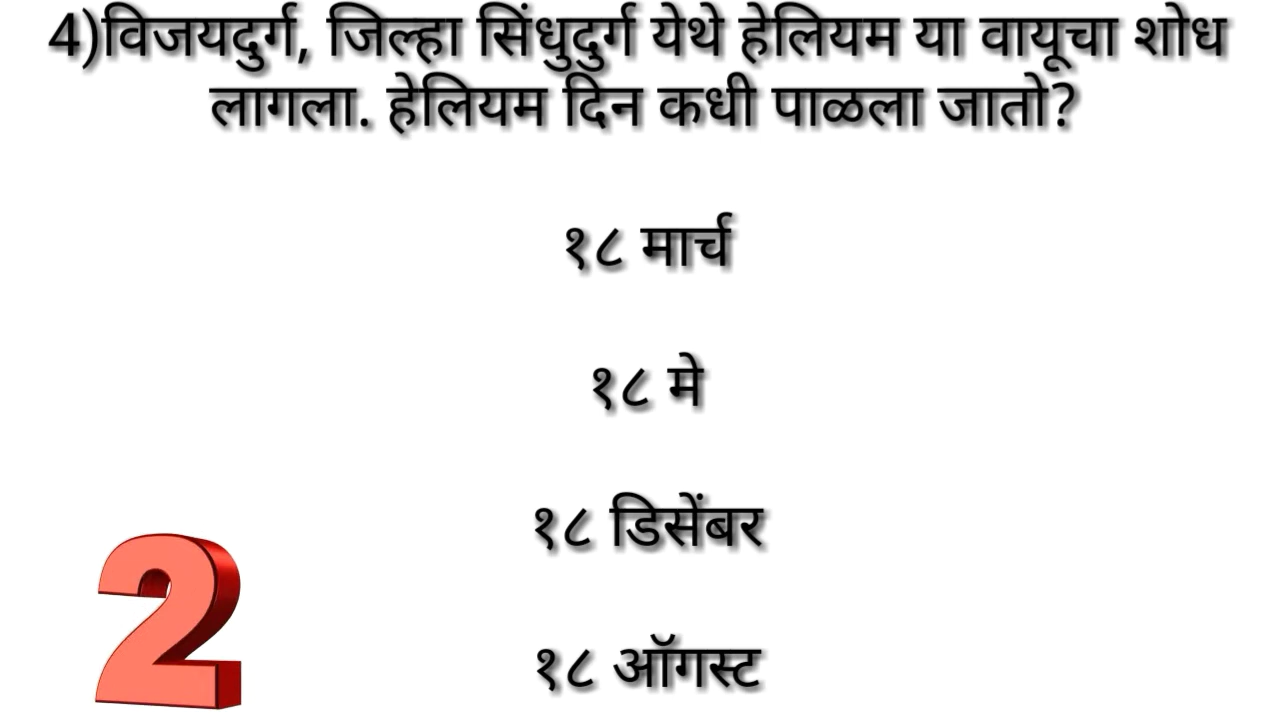 4)विजयदुर्ग, जिल्हा सिंधुदुर्ग येथे हेलियम या वायूचा शोध
लागला. हेलियम दिन कधी पाळला जातो?
१८ मार्च
१८ मे
१८ डिसेंबर
१८ ऑगस्ट
2